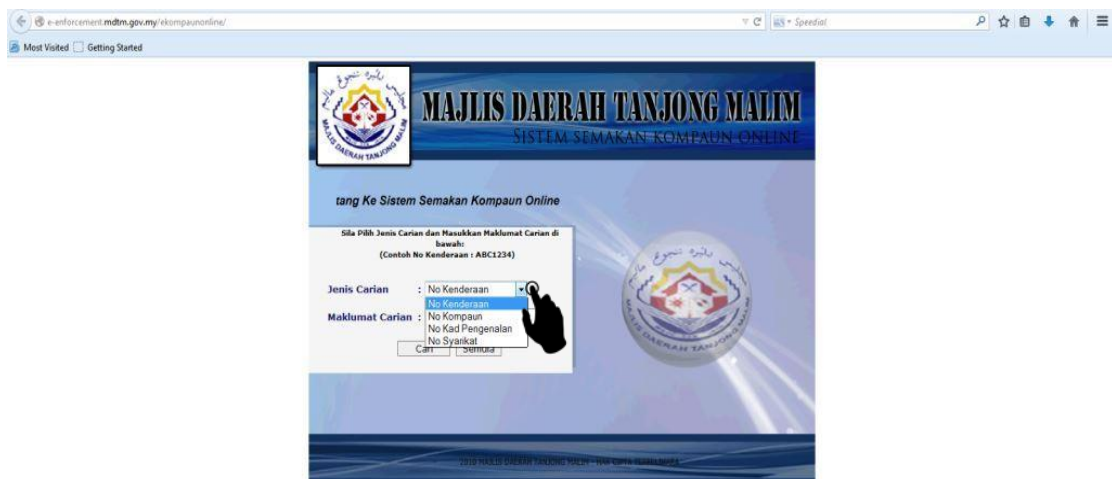 e-enforcement.mdtm.gov.my/ekompaunonline/
Speedial
Most Visited
Getting Started
MAJLIS DAERAH TANJONG MALIM
SISTEM SEMAKAN KOMPAUN ONLINE
tang Ke Sistem Semakan Kompaun Online
Sila Pilih Jenis Carian dan Masukkan Maklumat Carian di
bawah:
(Contoh No Kenderaan : ABC1234)
Jenis Carian : No Kenderaan
No Kenderaan
Maklumat Carian : No Kompaun
No Kad Pengenalan
No Syarikat
Cari Semula
MAJLIS DAERAH TANJONG MALIM